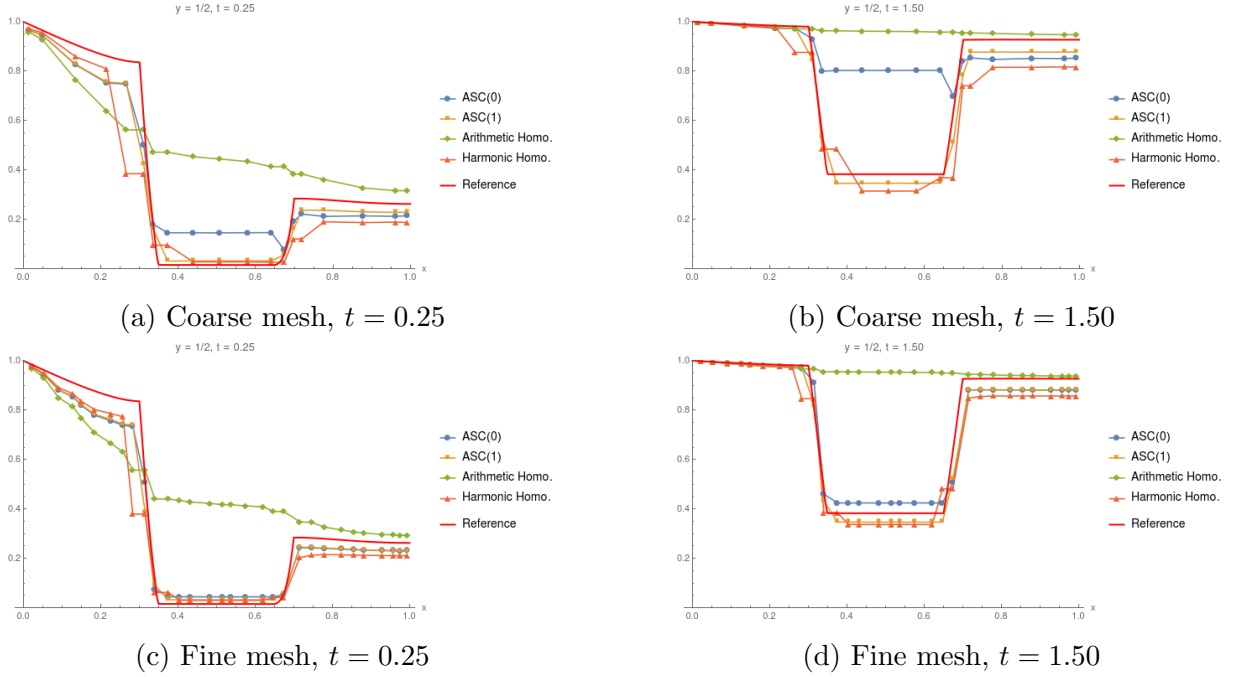 y = 1/2, t = 0.25
1.0
0.8
0.6
0.4
0.2
0.0 0.2 0.4 0.6 0.8 1.0 x
ASC(0)
ASC(1)
Arithmetic Homo.
Harmonic Homo.
Reference
(a) Coarse mesh, t = 0.25
y = 1/2, t = 1.50
1.0
0.8
0.6
0.4
0.2
0.0 0.2 0.4 0.6 0.8 1.0 x
ASC(0)
ASC(1)
Arithmetic Homo.
Harmonic Homo.
Reference
(b) Coarse mesh, t = 1.50
y = 1/2, t = 0.25
1.0
0.8
0.6
0.4
0.2
0.0 0.2 0.4 0.6 0.8 1.0 x
ASC(0)
ASC(1)
Arithmetic Homo.
Harmonic Homo.
Reference
(c) Fine mesh, t = 0.25
y = 1/2, t = 1.50
1.0
0.8
0.6
0.4
0.2
0.0 0.2 0.4 0.6 0.8 1.0 x
ASC(0)
ASC(1)
Arithmetic Homo.
Harmonic Homo.
Reference
(d) Fine mesh, t = 1.50